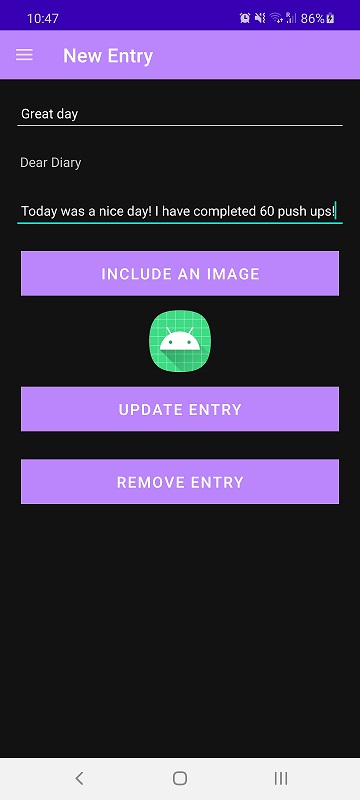 10:47
86%
New Entry
Great day
Dear Diary
Today was a nice day! I have completed 60 push ups!
INCLUDE AN IMAGE
UPDATE ENTRY
REMOVE ENTRY